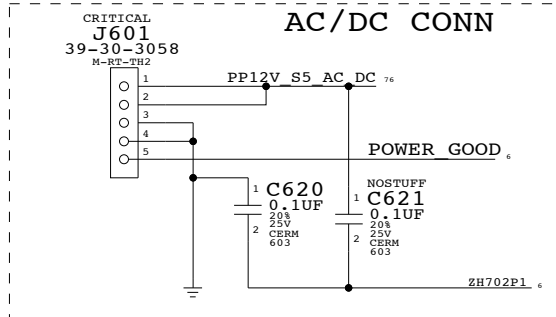 AC/DC CONN
CRITICAL
J601
39-30-3058
M-RT-TH2
1
2
3
4
5
PP12V_S5_AC_DC 76
POWER_GOOD 6
1
C620
0.1UF
20%
25V
CERM
603
2
NOSTUFF
1
C621
0.1UF
20%
25V
CERM
603
2
ZH702P1 6